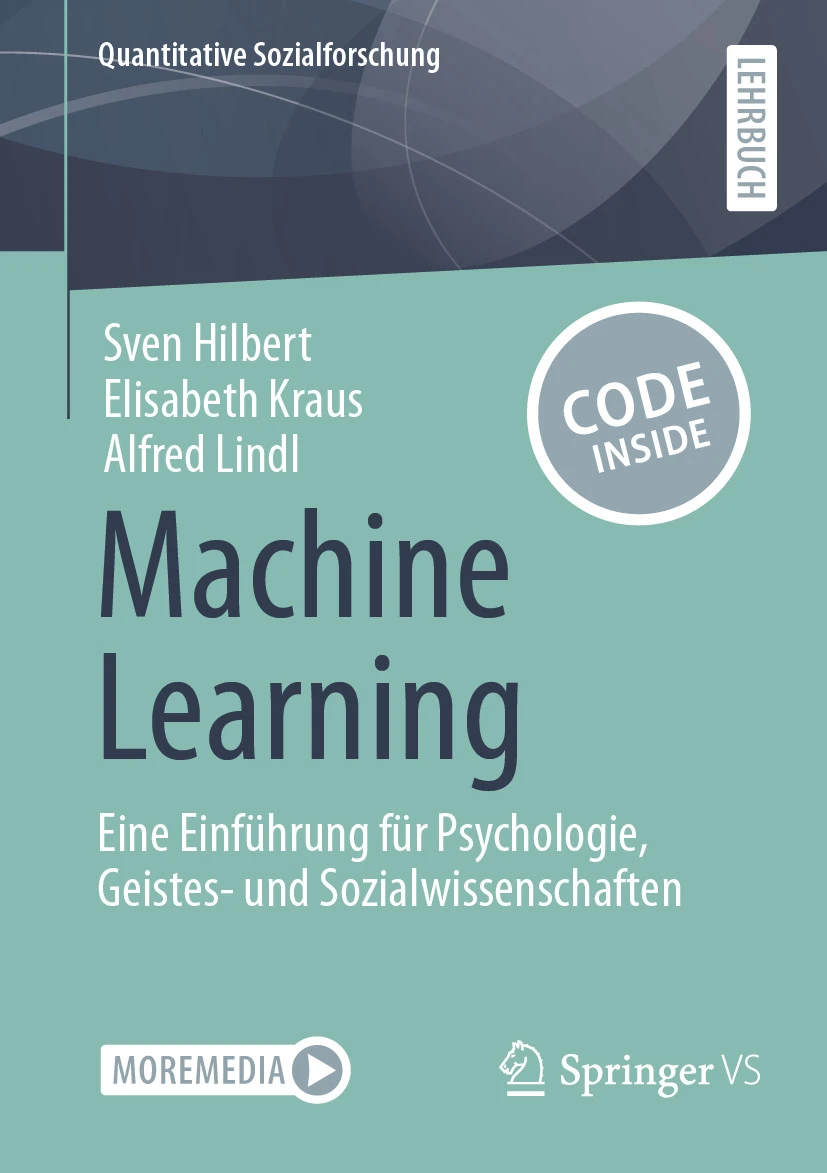 Quantitative Sozialforschung
LEHRBUCH
Sven Hilbert
Elisabeth Kraus
Alfred Lindl
CODE
INSIDE
Machine
Learning
Eine Einführung für Psychologie,
Geistes- und Sozialwissenschaften
MOREMEDIA
Springer VS